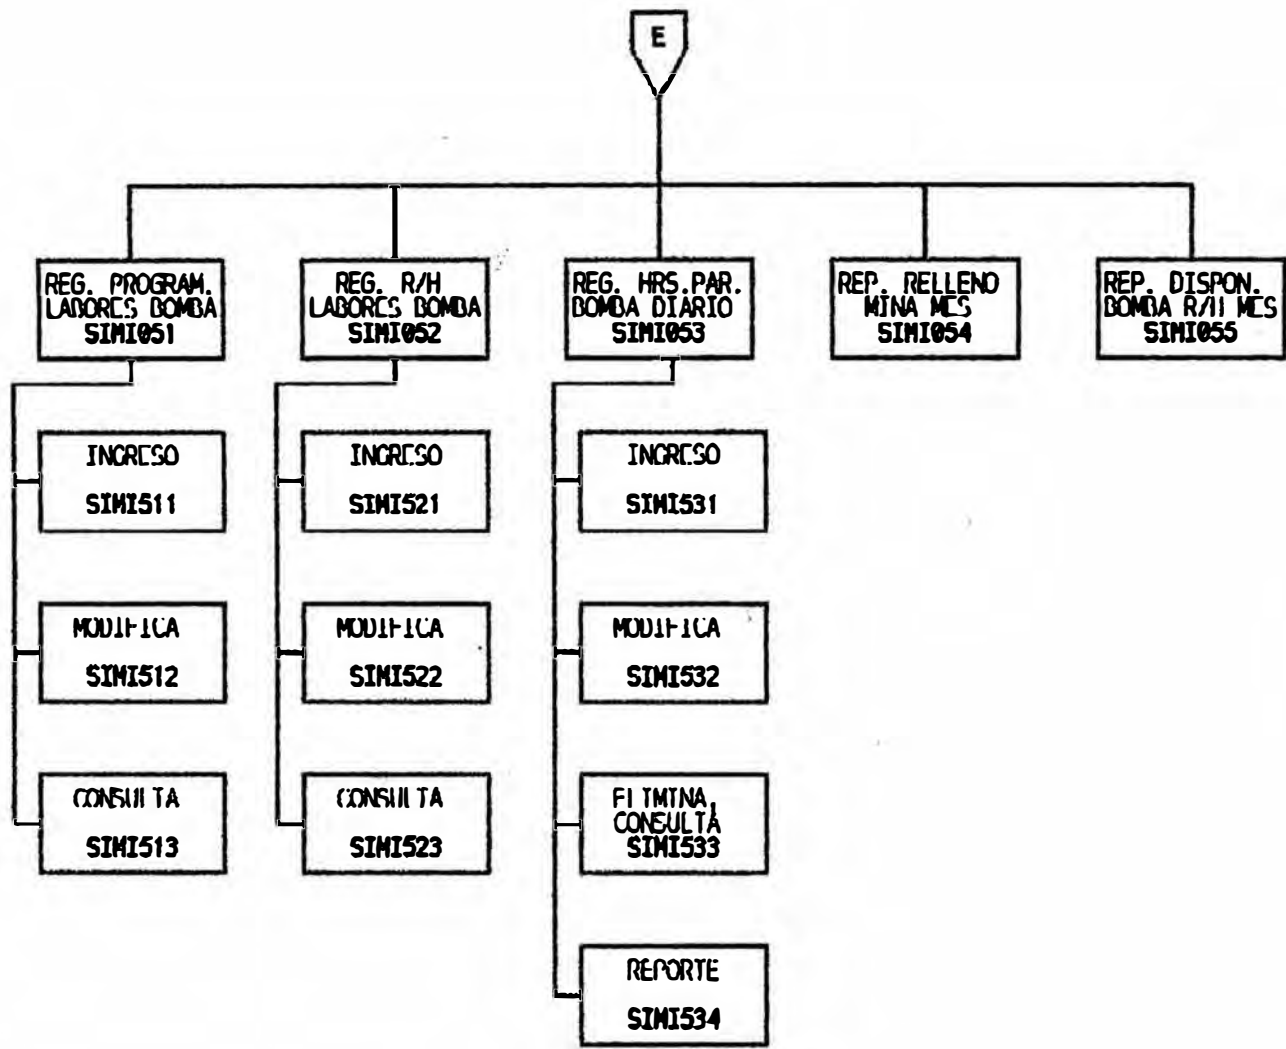 E
REG. PROGRAM.
LABORES BOMBA
SIMI051
REG. R/H
LABORES BOMBA
SIMI052
REG. HRS.PAR.
BOMBA DIARIO
SIMI053
REP. RELLENO
MINA MES
SIMI054
REP. DISPON.
BOMBA R/H MES
SIMI055
INGRESO
SIMI511
INGRESO
SIMI521
INGRESO
SIMI531
MODIFICA
SIMI512
MODIFICA
SIMI522
MODIFICA
SIMI532
CONSULTA
SIMI513
CONSULTA
SIMI523
ELIMINA,
CONSULTA
SIMI533
REPORTE
SIMI534